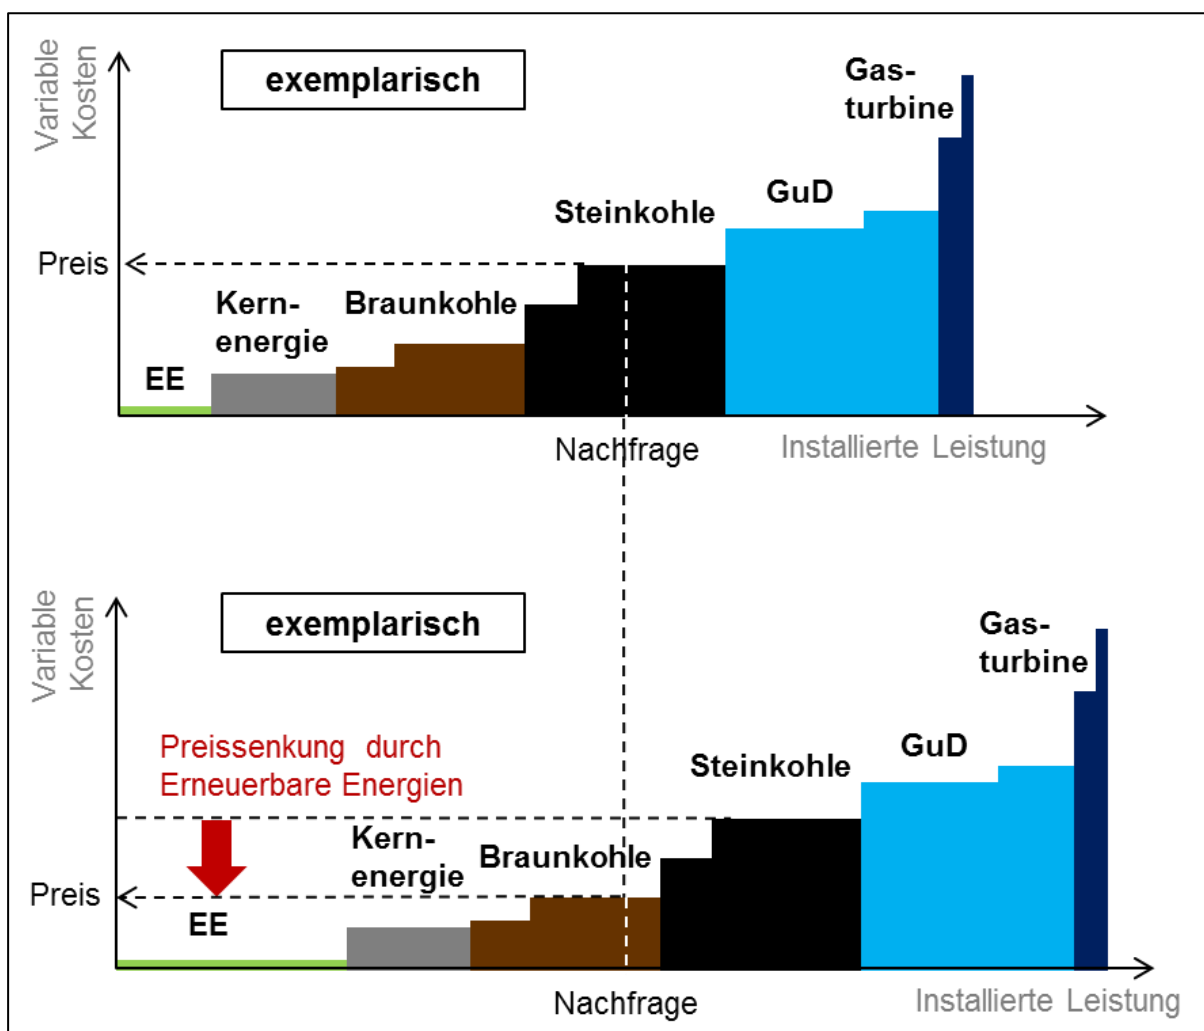 Variable
Kosten
exemplarisch
Gas-
turbine
GuD
Steinkohle
Preis
Kern-
energie
Braunkohle
EE
Nachfrage
Installierte Leistung
Variable
Kosten
exemplarisch
Gas-
turbine
Preissenkung durch
Erneuerbare Energien
GuD
Steinkohle
Kern-
energie
Braunkohle
Preis
EE
Nachfrage
Installierte Leistung